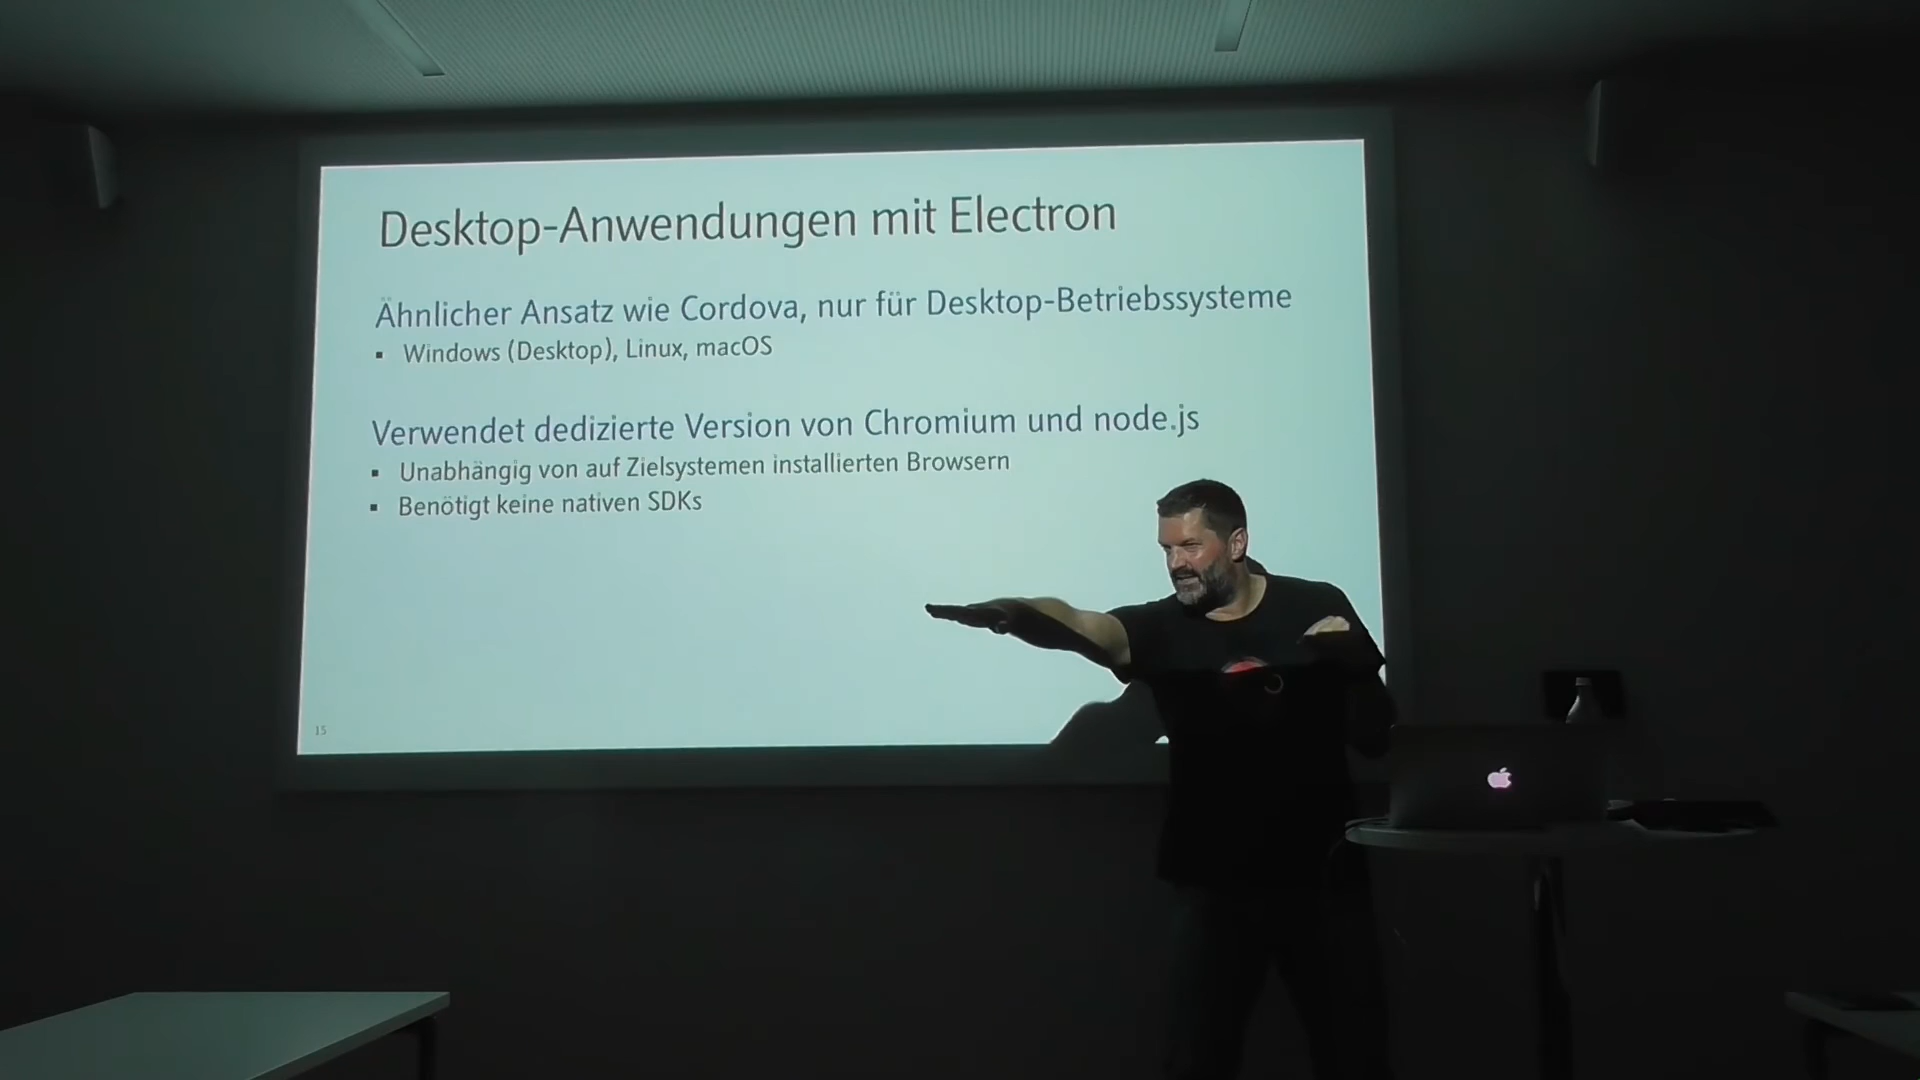 Desktop-Anwendungen mit Electron
Ähnlicher Ansatz wie Cordova, nur für Desktop-Betriebssysteme
▪ Windows (Desktop), Linux, macOS
Verwendet dedizierte Version von Chromium und node.js
▪ Unabhängig von auf Zielsystemen installierten Browsern
▪ Benötigt keine nativen SDKs
15